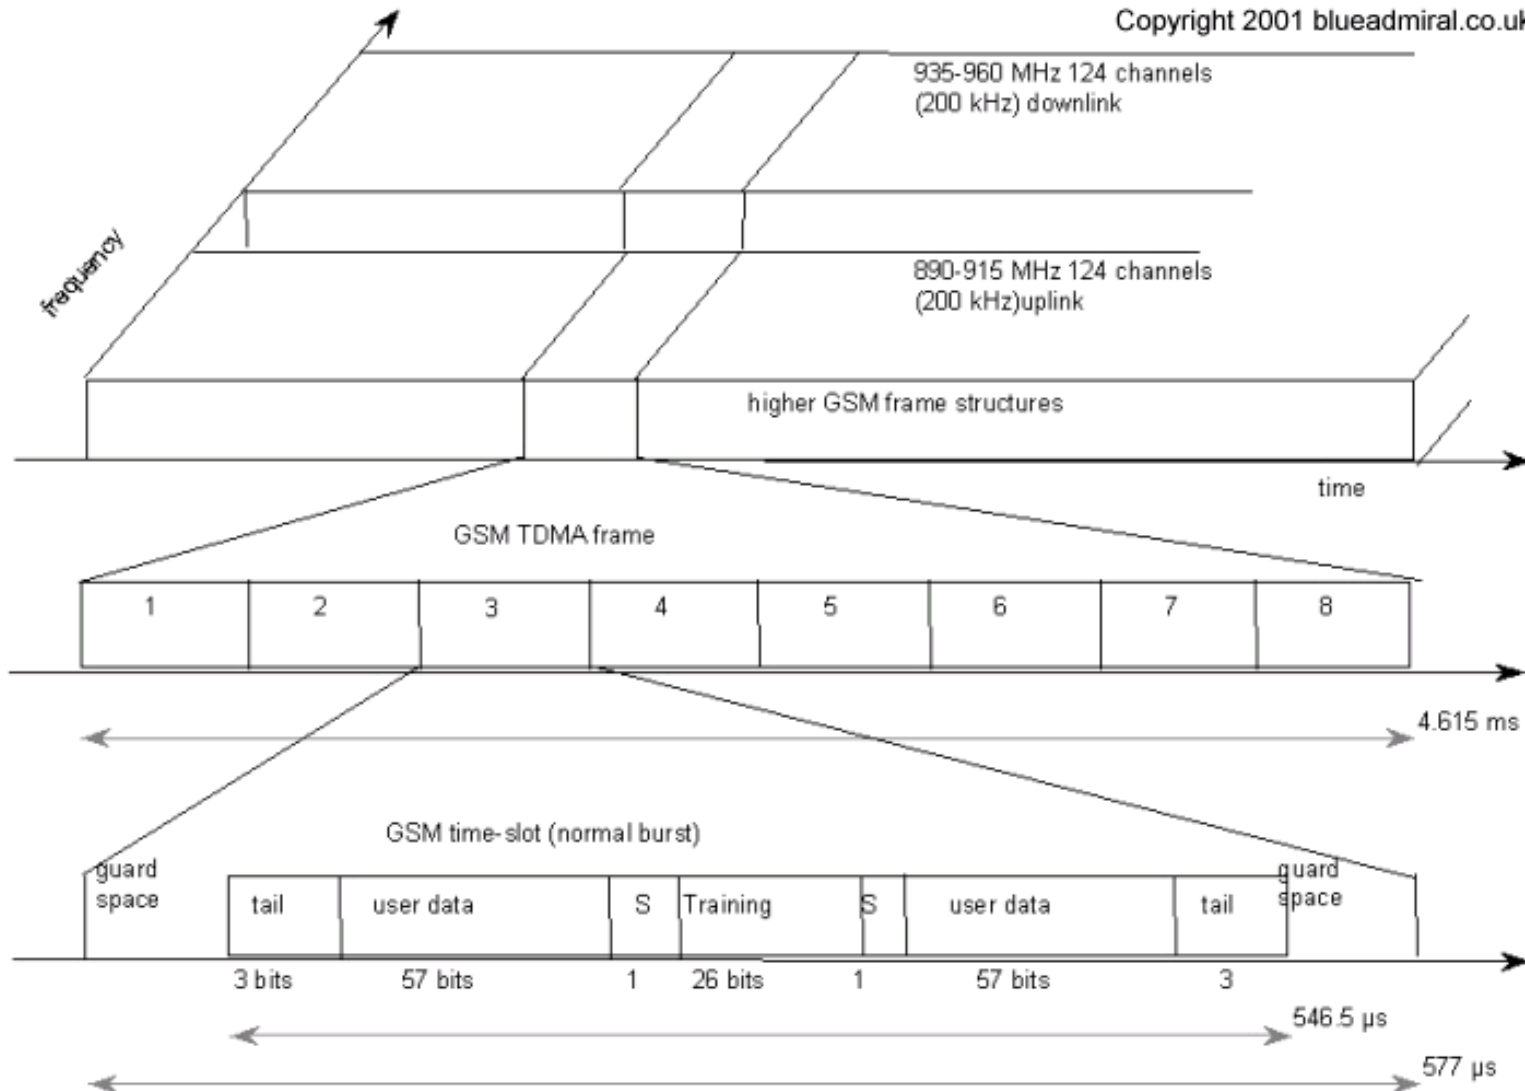 Copyright 2001 blueadmiral.co.uk
935-960 MHz 124 channels
(200 kHz) downlink
frequency
890-915 MHz 124 channels
(200 kHz)uplink
higher GSM frame structures
time
GSM TDMA frame
1 2 3 4 5 6 7 8
4.615 ms
GSM time-slot (normal burst)
guard
space
tail user data S Training S user data tail
guard
space
3 bits 57 bits 1 26 bits 1 57 bits 3
546.5 µs
577 µs